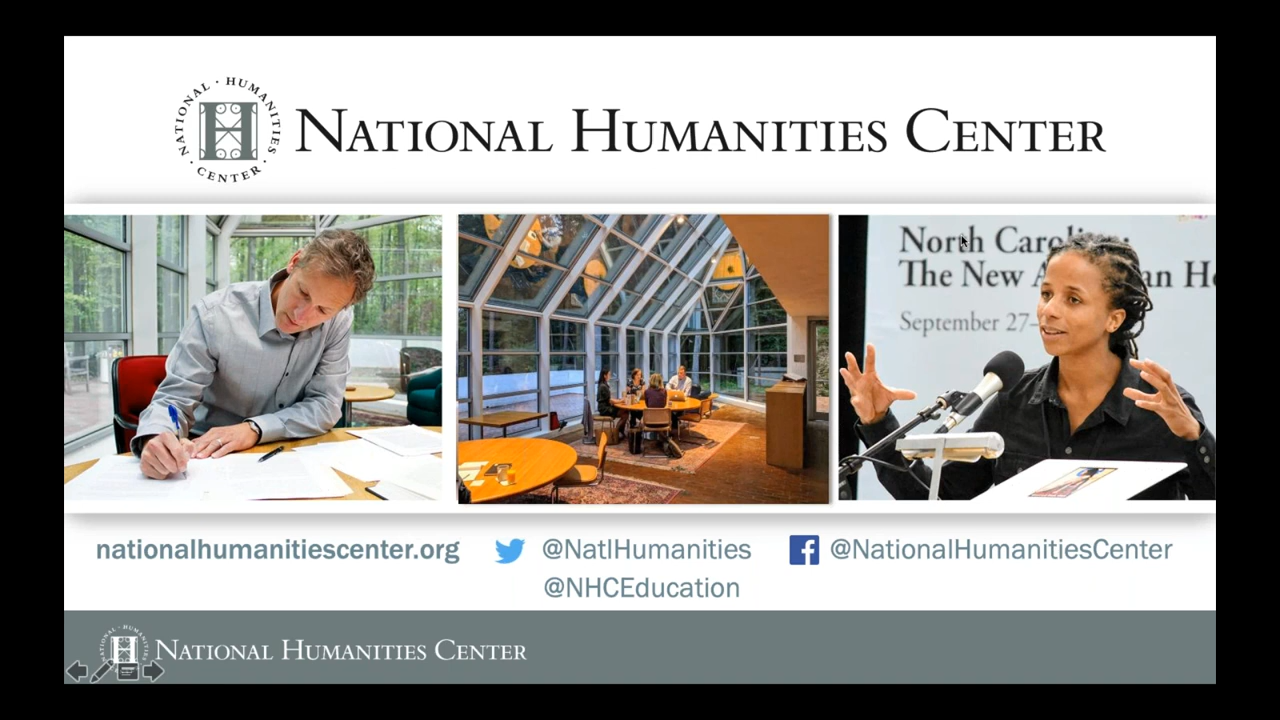 NATIONAL · HUMANITIES · CENTER ·
H
NATIONAL HUMANITIES CENTER
North Carolina
The New A
September 27–
nationalhumanitiescenter.org
@NatlHumanities
@NationalHumanitiesCenter
@NHCEducation
H
NATIONAL HUMANITIES CENTER